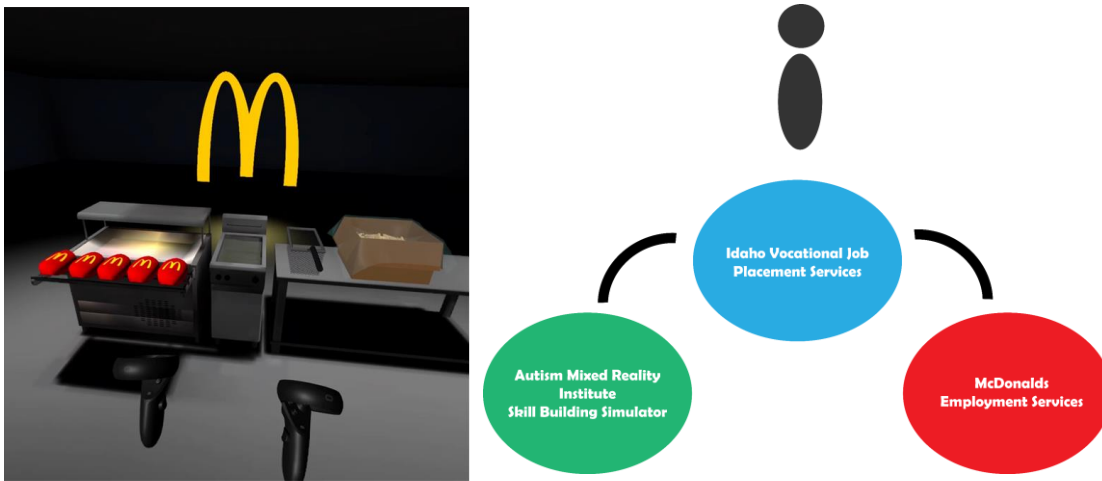 Idaho Vocational Job
Placement Services
Autism Mixed Reality
Institute
Skill Building Simulator
McDonalds
Employment Services